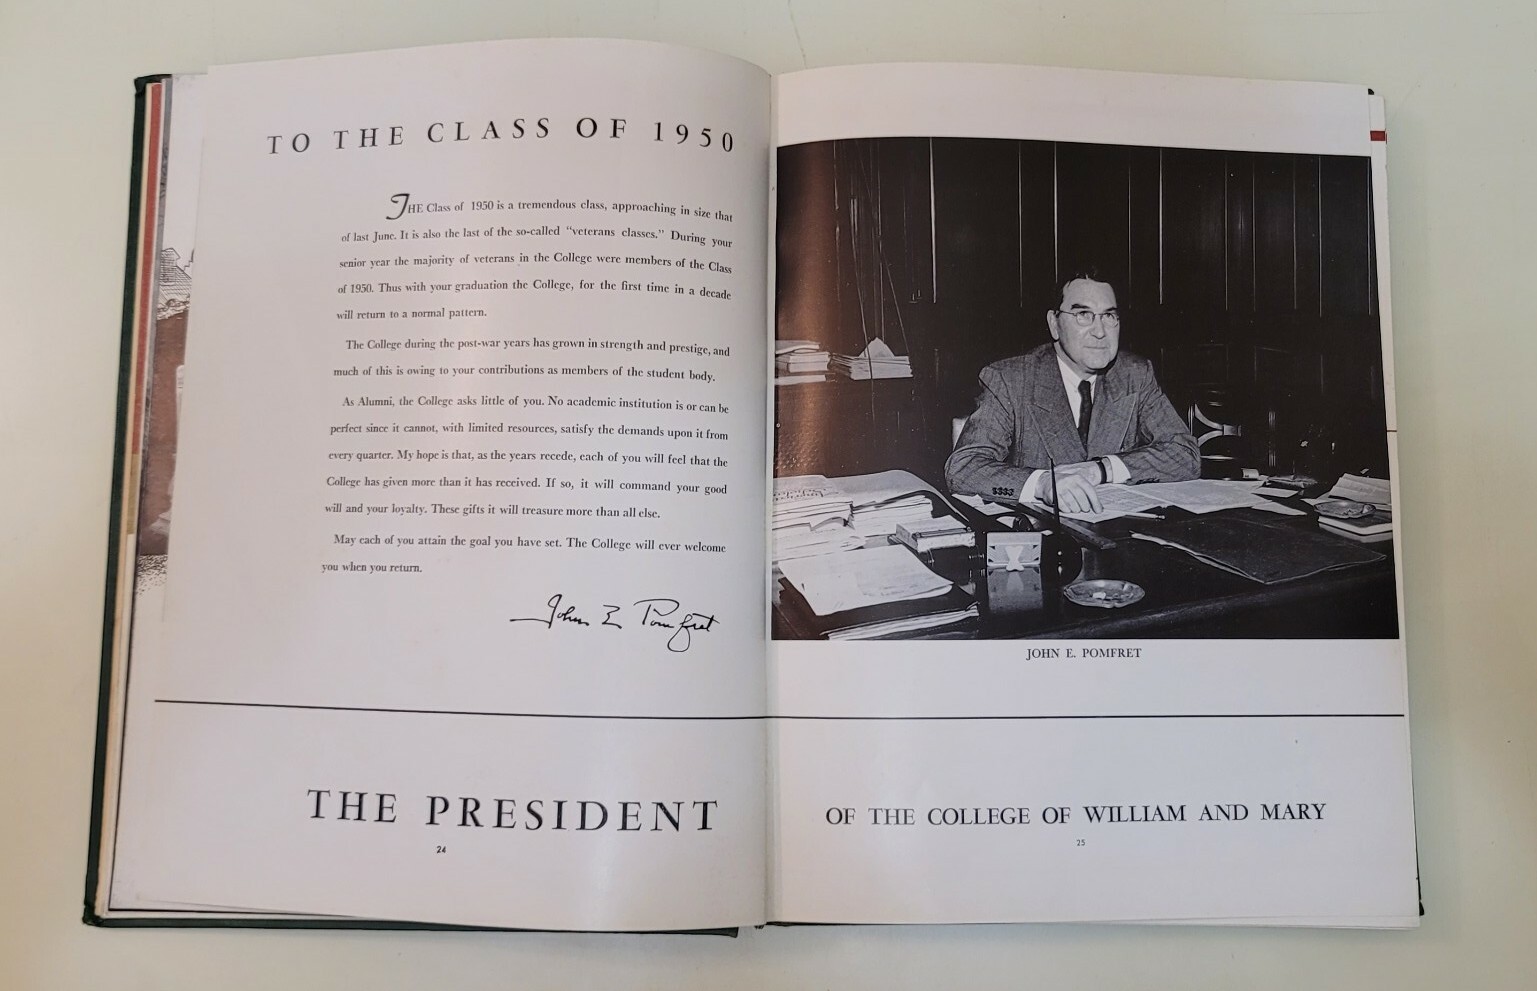 TO THE CLASS OF 1950
THE Class of 1950 is a tremendous class, approaching in size that
of last June. It is also the last of the so-called "veterans classes." During your
senior year the majority of veterans in the College were members of the Class
of 1950. Thus with your graduation the College, for the first time in a decade
will return to a normal pattern.
The College during the post-war years has grown in strength and prestige, and
much of this is owing to your contributions as members of the student body.
As Alumni, the College asks little of you. No academic institution is or can be
perfect since it cannot, with limited resources, satisfy the demands upon it from
every quarter. My hope is that, as the years recede, each of you will feel that the
College has given more than it has received. If so, it will command your good
will and your loyalty. These gifts it will treasure more than all else.
May each of you attain the goal you have set. The College will ever welcome
you when you return.
John E Pomfret
THE PRESIDENT
24
JOHN E. POMFRET
OF THE COLLEGE OF WILLIAM AND MARY
25